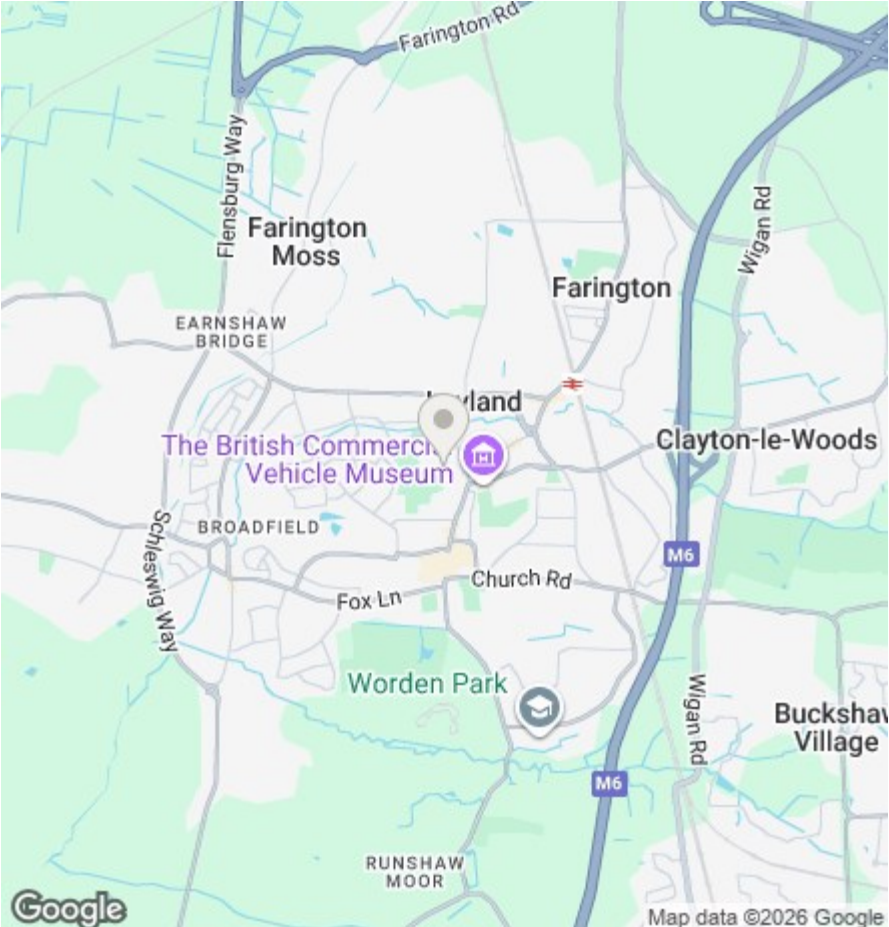 Farington Rd
Flensburg Way
Farington
Moss
Wigan Rd
Farington
EARNSHAW
BRIDGE
Clayton-le-Woods
Vehicle Museum
The British
BROADFIELD
Schleswig Way
M6
Church Rd
Fox Ln
Worden Park
Wigan Rd
Village
M6
RUNSHAW
MOOR
Google
Map data ©2026 Google